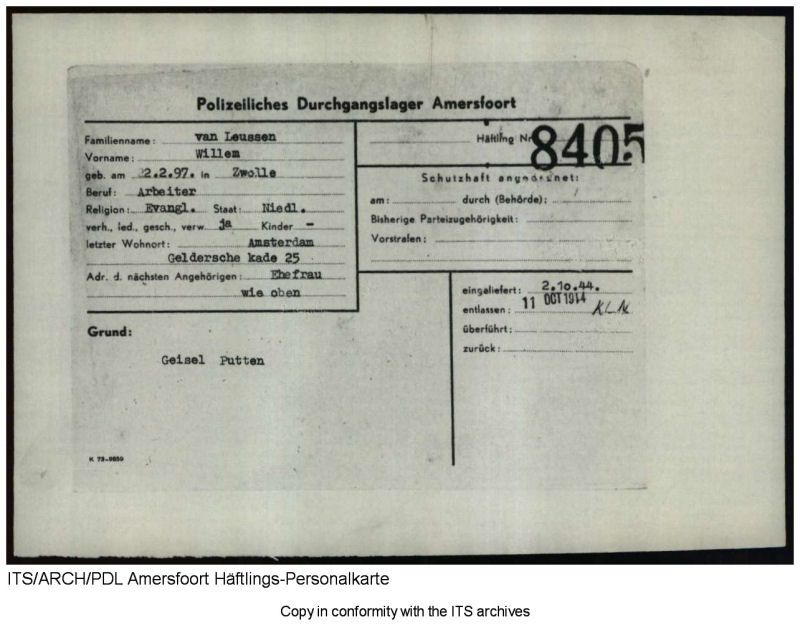 Polizeiliches Durchgangslager Amersfoort
Familienname: van Leussen
Vorname: Willem
geb. am 22.2.97. in Zwolle
Beruf: Arbeiter
Religion: Evangl. Staat: Niedl.
verh., led., gesch., verw. ja Kinder –
letzter Wohnort: Amsterdam
Geldersche kade 25
Adr. d. nächsten Angehörigen: Ehefrau
wie oben
Häftling Nr. 8405
Schutzhaft angeordnet:
am: durch (Behörde):
Bisherige Parteizugehörigkeit:
Vorstrafen:
Grund:
Geisel Putten
eingeliefert: 2.10.44.
entlassen: 11 OCT 1944
überführt:
zurück:
K 73-9859
ITS/ARCH/PDL Amersfoort Häftlings-Personalkarte
Copy in conformity with the ITS archives